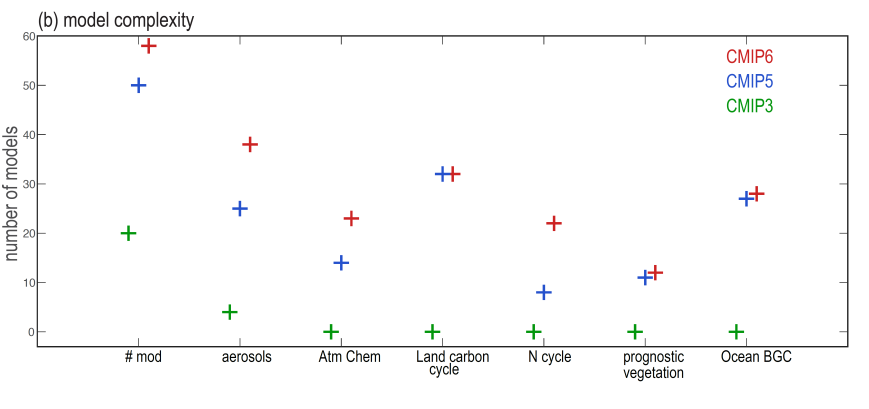 (b) model complexity
60
50
40
30
20
10
0
number of models
CMIP6
CMIP5
CMIP3
# mod
aerosols
Atm Chem
Land carbon
cycle
N cycle
prognostic
vegetation
Ocean BGC